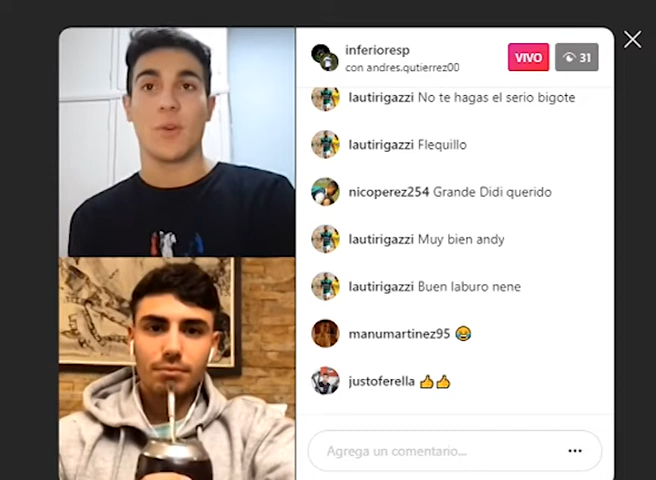 inferioresp
con andres.gutierrez00
VIVO
31
lautirigazzi No te hagas el serio bigote
lautirigazzi Flequillo
nicoperez254 Grande Didi querido
lautirigazzi Muy bien andy
lautirigazzi Buen laburo nene
manumartinez95 😂
justoferella 👍👍
Agrega un comentario...